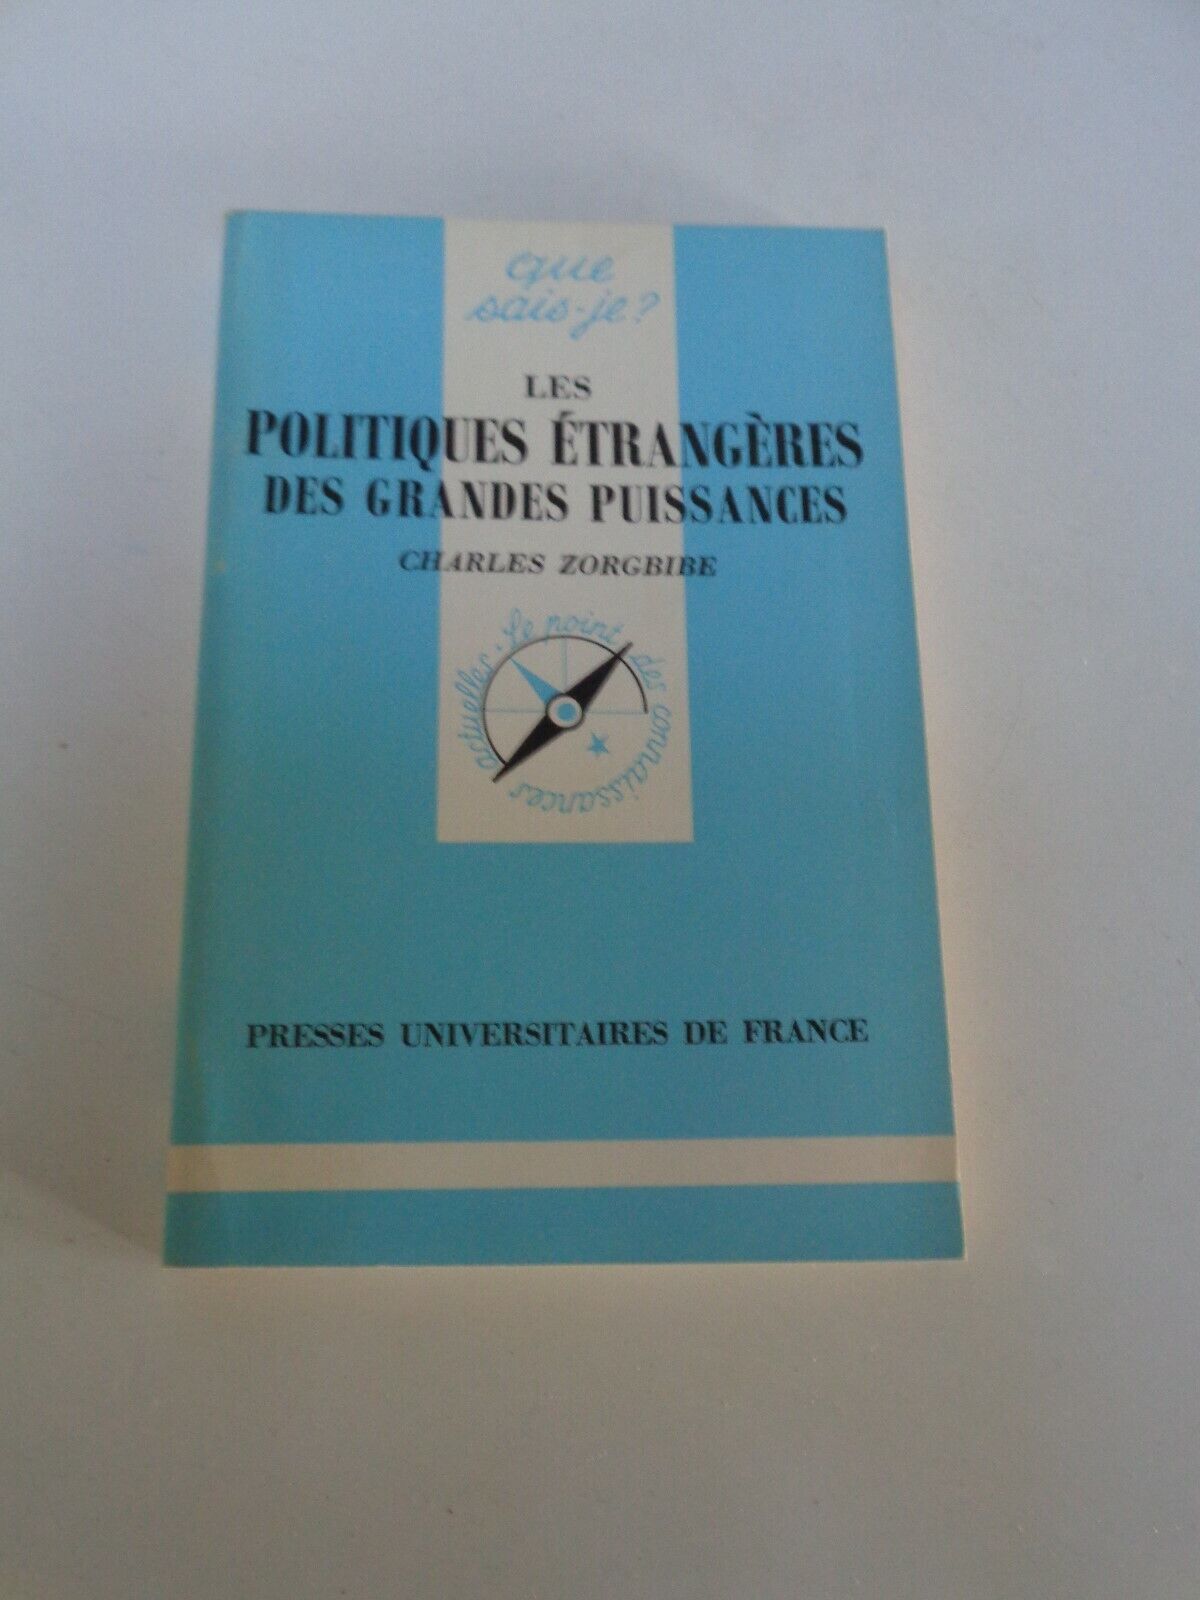 que
sais-je?
LES
POLITIQUES ÉTRANGÈRES
DES GRANDES PUISSANCES
CHARLES ZORGBIBE
Le point des connaissances actuelles
PRESSES UNIVERSITAIRES DE FRANCE